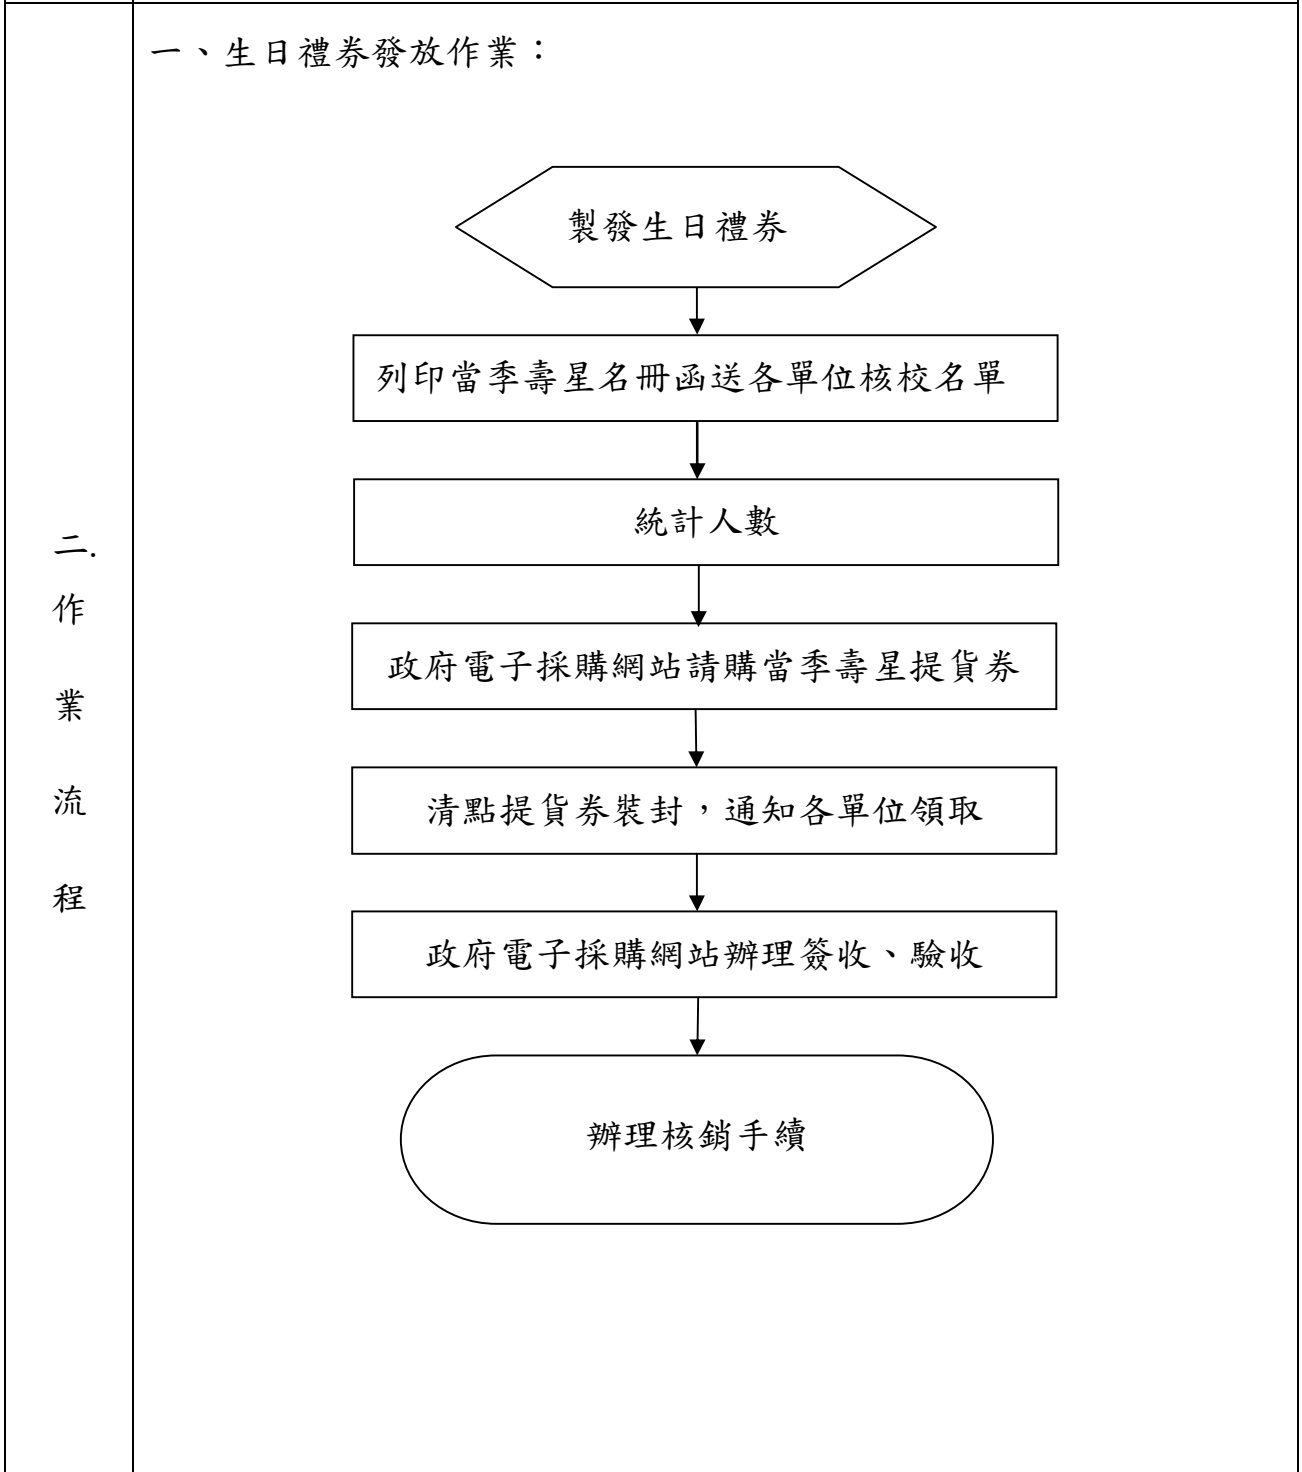 一、生日禮券發放作業：
製發生日禮券
列印當季壽星名冊函送各單位核校名單
統計人數
政府電子採購網站請購當季壽星提貨券
清點提貨券裝封，通知各單位領取
政府電子採購網站辦理簽收、驗收
辦理核銷手續
二.
作
業
流
程